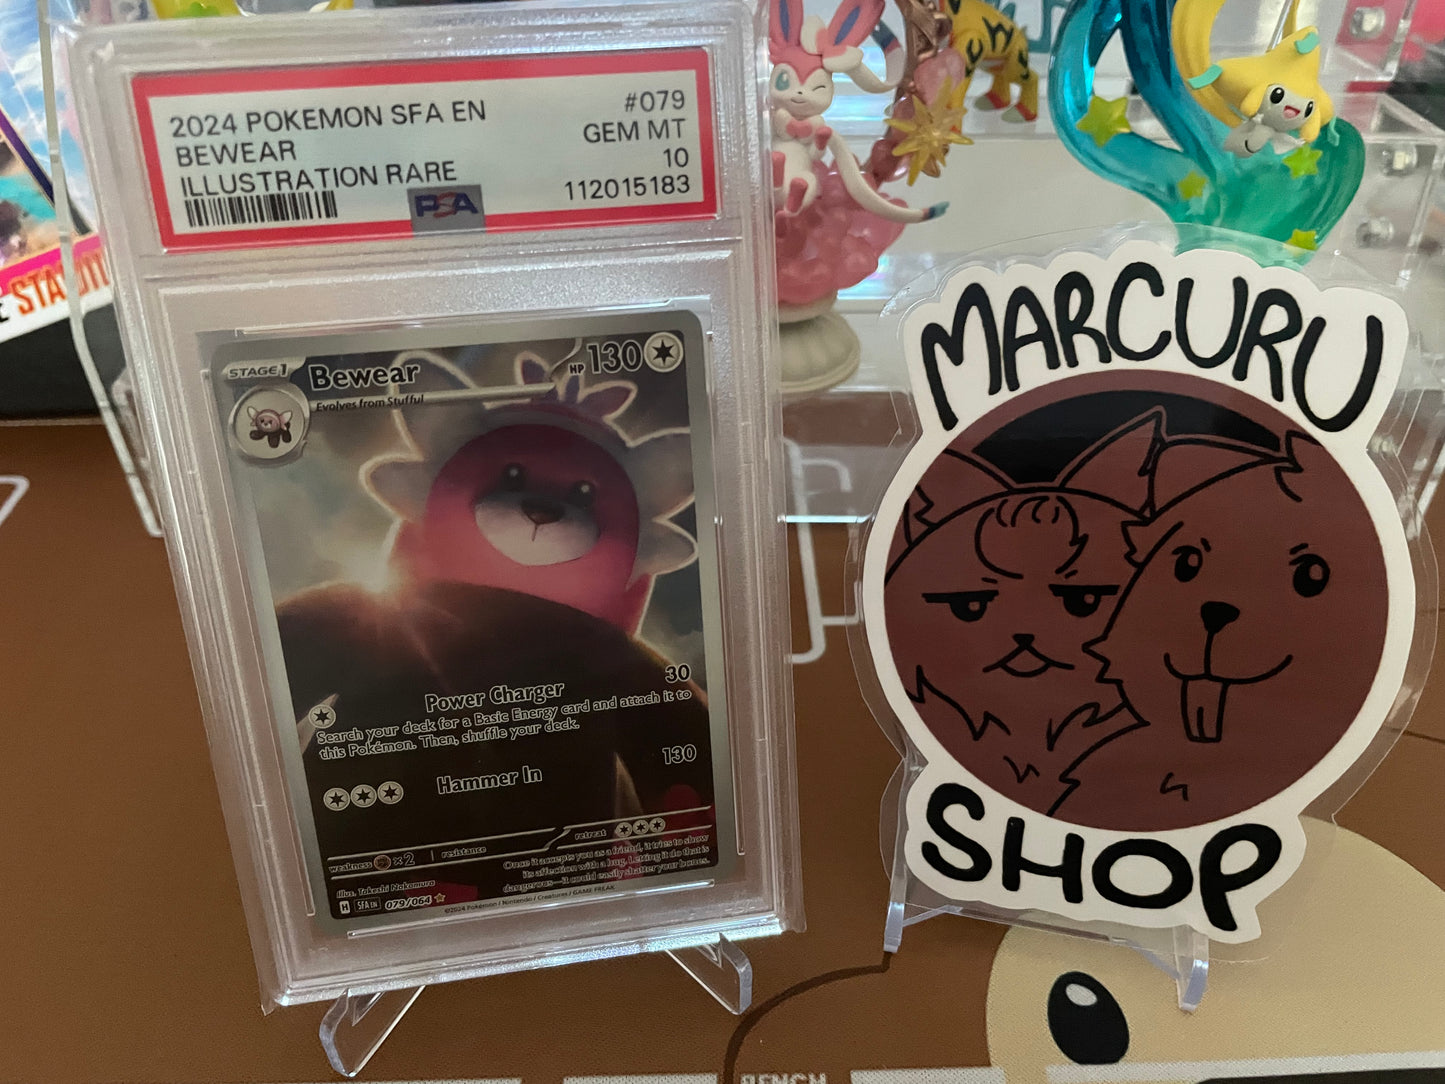 2024 POKEMON SFA EN #079
BEWEAR GEM MT
ILLUSTRATION RARE 10
PSA 112015183
STAGE 1 Bewear HP 130
Evolves from Stufful
Power Charger 30
Search your deck for a Basic Energy card and attach it to
this Pokémon. Then, shuffle your deck.
Hammer In 130
weakness ×2 resistance retreat
Once it accepts you as a friend, it tries to show
its affection with a hug. Letting it do that is
dangerous—it could easily shatter your bones.
Illus. Takeshi Nakamura
H SFA EN 079/064
©2024 Pokémon / Nintendo / Creatures / GAME FREAK
MARCURU
SHOP
BENCH